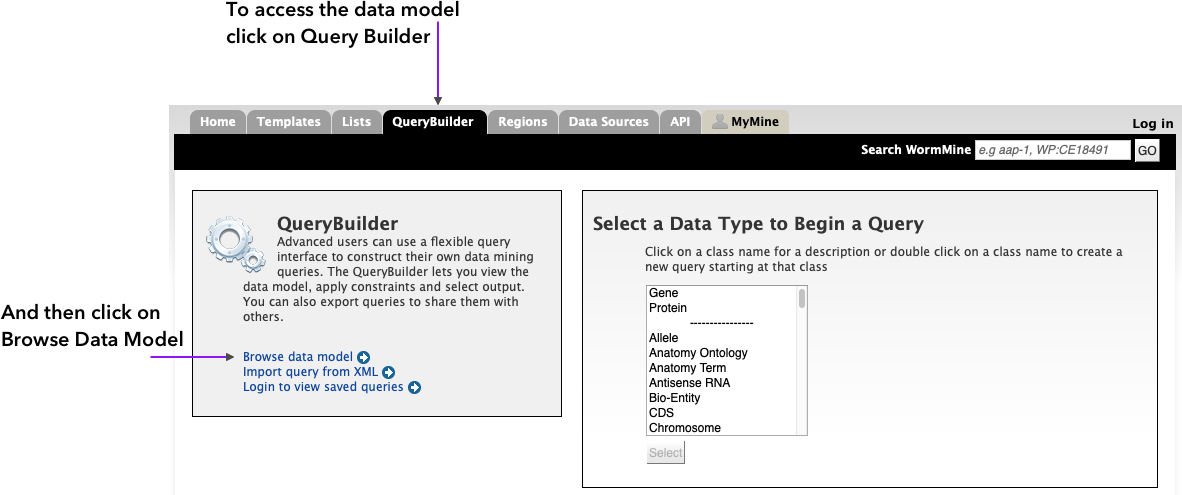 To access the data model
click on Query Builder
Home
Templates
Lists
QueryBuilder
Regions
Data Sources
API
MyMine
Log in
Search WormMine
e.g aap-1, WP:CE18491
GO
QueryBuilder
Advanced users can use a flexible query
interface to construct their own data mining
queries. The QueryBuilder lets you view the
data model, apply constraints and select output.
You can also export queries to share them with
others.
And then click on
Browse Data Model
Browse data model
Import query from XML
Login to view saved queries
Select a Data Type to Begin a Query
Click on a class name for a description or double click on a class name to create a
new query starting at that class
Gene
Protein
----------------
Allele
Anatomy Ontology
Anatomy Term
Antisense RNA
Bio-Entity
CDS
Chromosome
Select